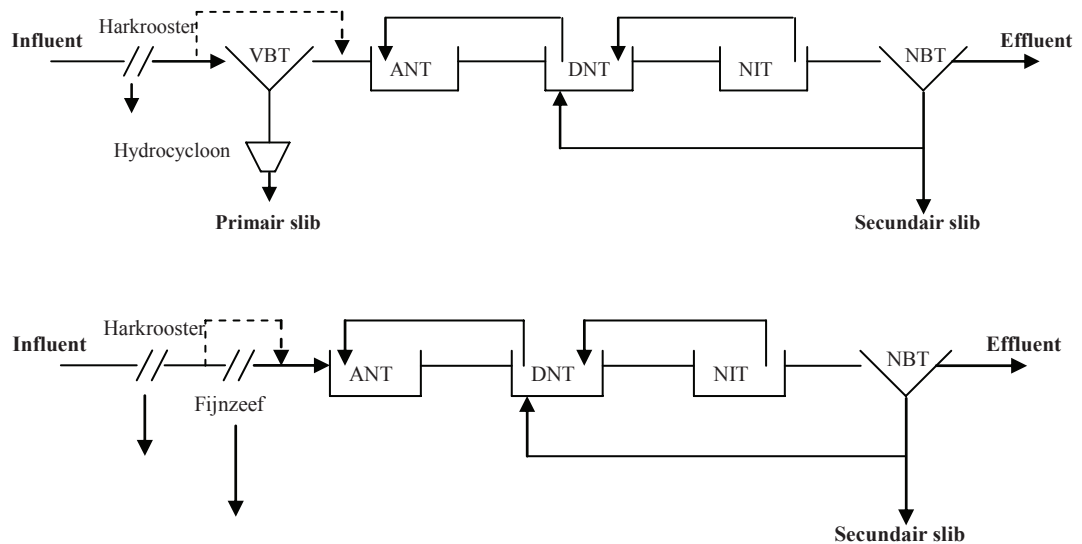 Harkrooster
Influent
VBT
ANT
DNT
NIT
NBT
Effluent
Hydrocycloon
Primair slib
Secundair slib
Harkrooster
Influent
Fijnzeef
ANT
DNT
NIT
NBT
Effluent
Secundair slib